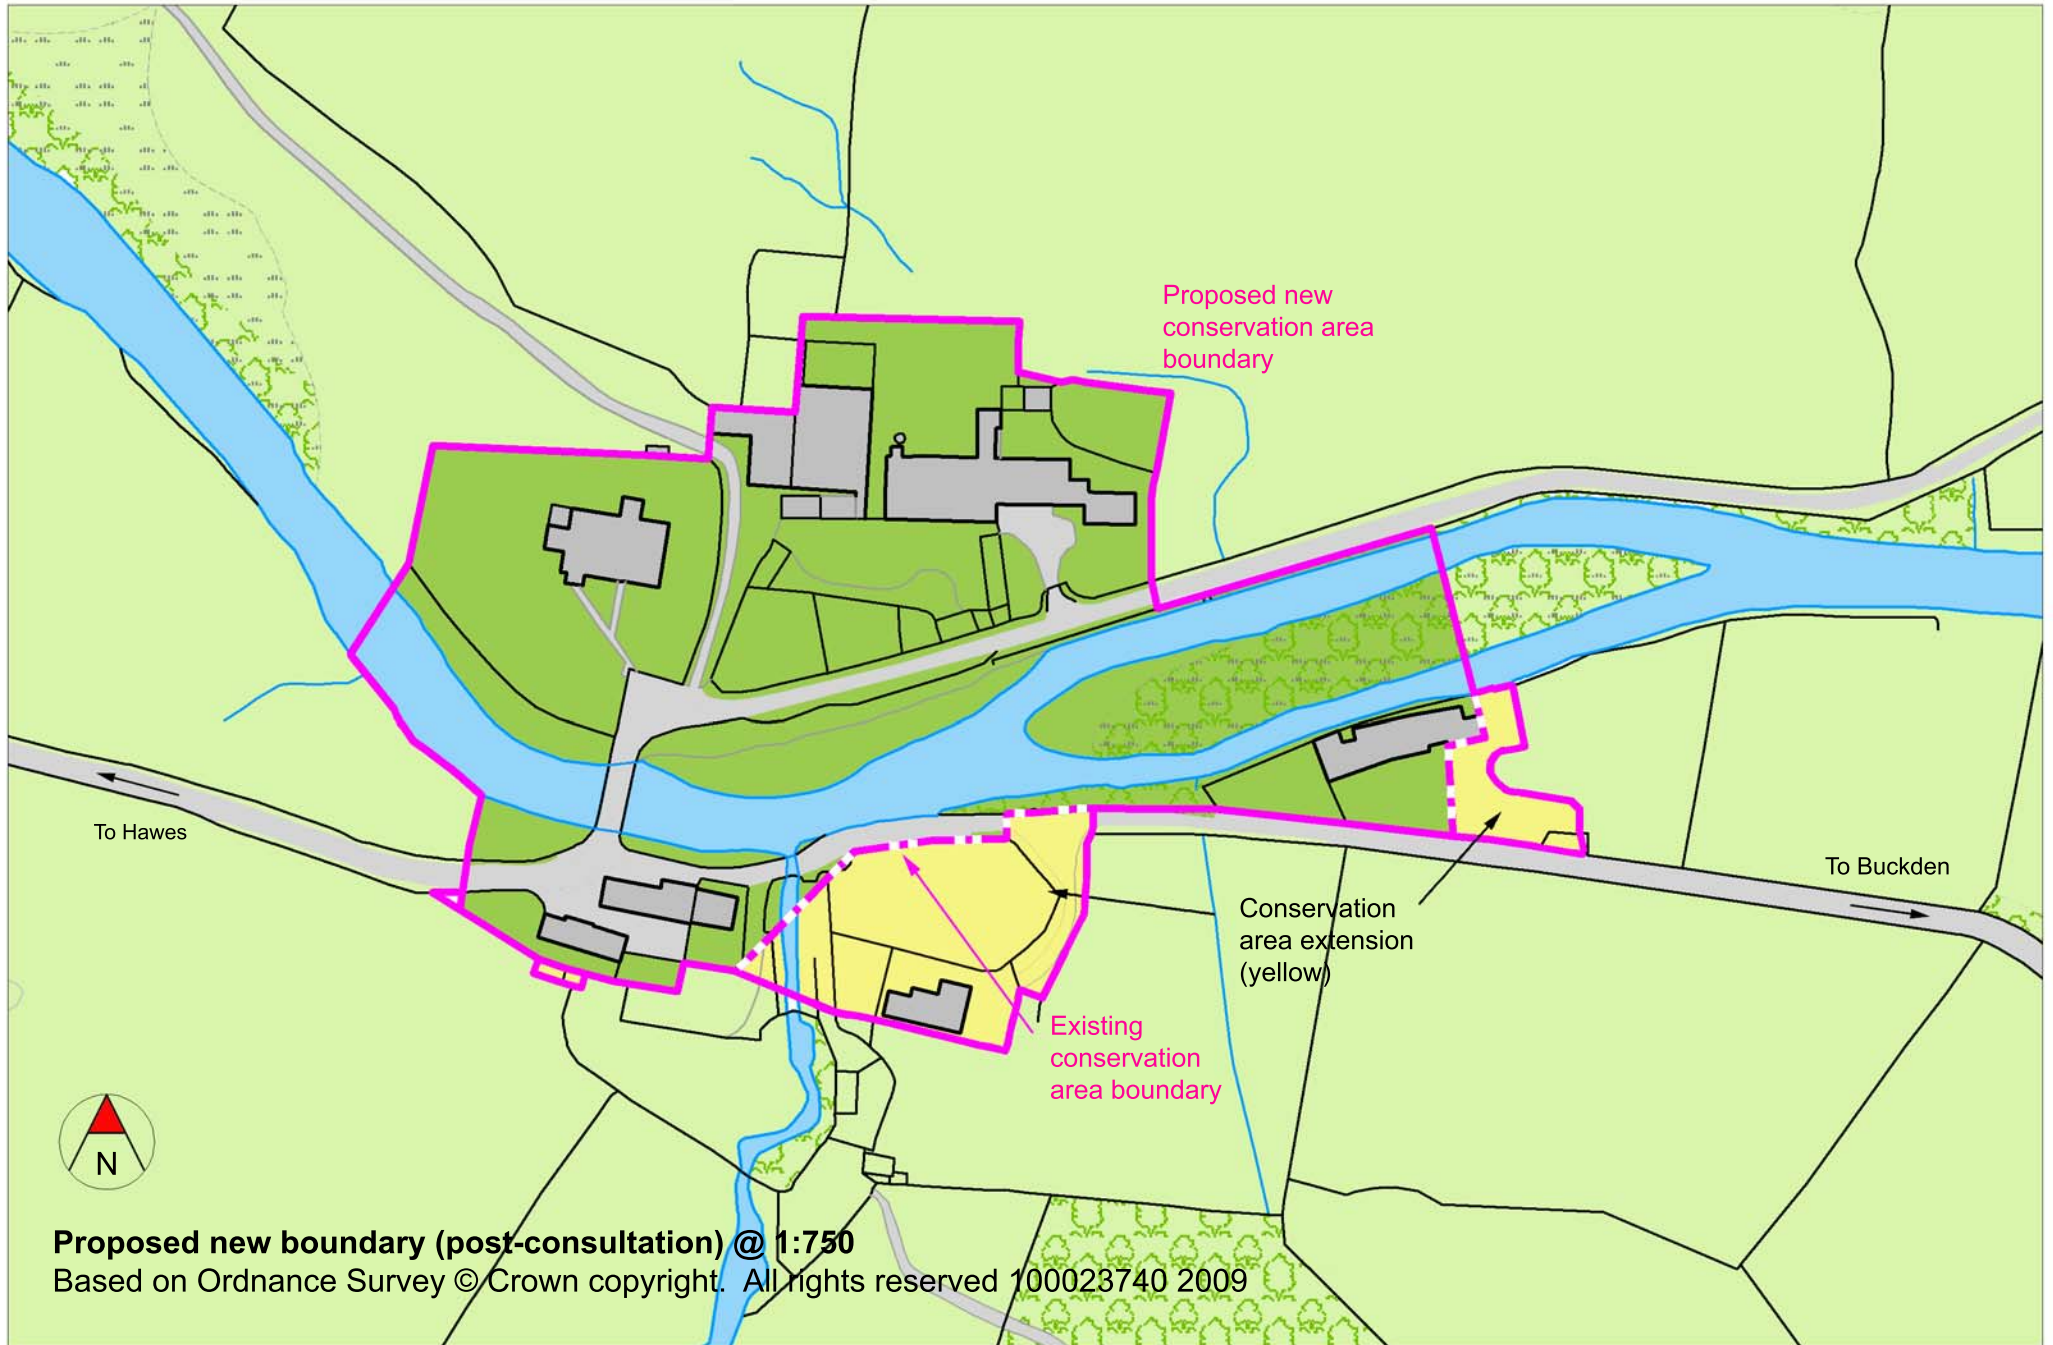 Proposed new
conservation area
boundary
To Hawes
To Buckden
Conservation
area extension
(yellow)
Existing
conservation
area boundary
N
Proposed new boundary (post-consultation) @ 1:750
Based on Ordnance Survey © Crown copyright.  All rights reserved 100023740 2009